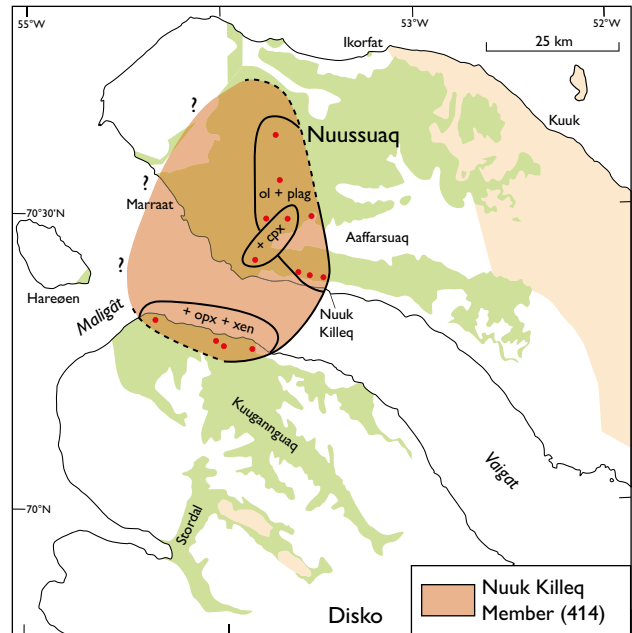 55°W
53°W
52°W
Ikorfat
25 km
?
Kuuk
Nuussuaq
?
ol + plag
Marraat
70°30'N
+ cpx
Aaffarsuaq
?
Hareøen
Maligât
+ opx + xen
Nuuk
Killeq
Kuugannguaq
Vaigat
70°N
Stordal
Disko
Nuuk Killeq
Member (414)